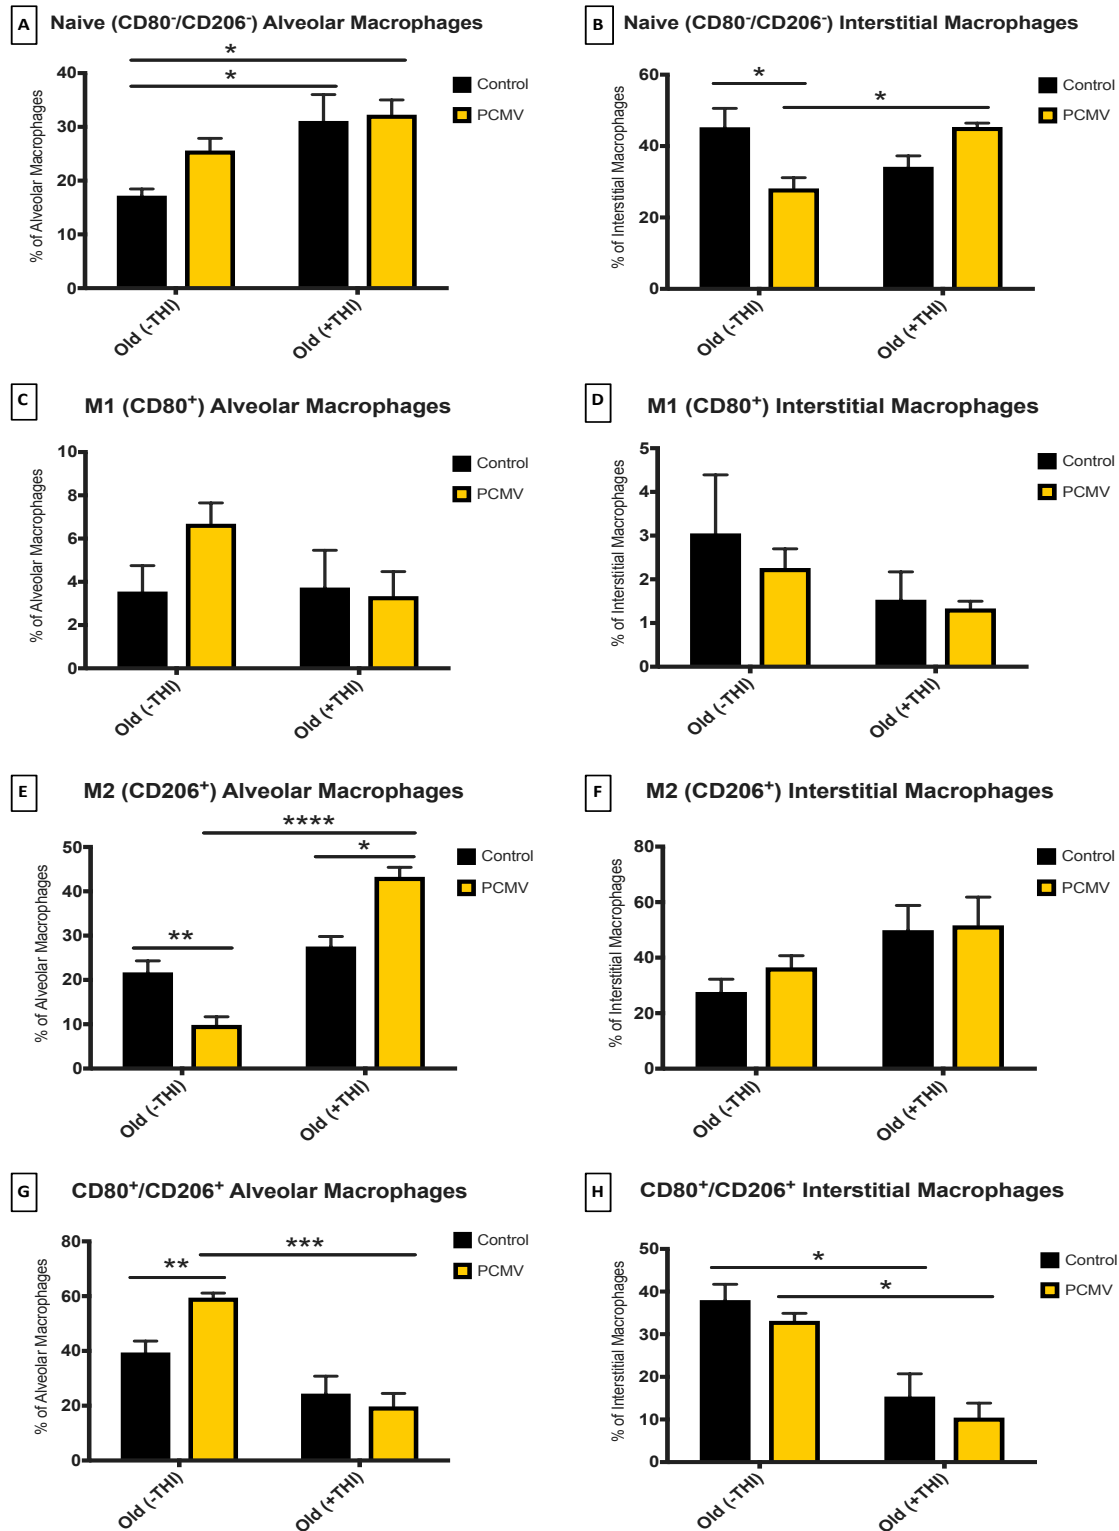 A Naive (CD80⁻/CD206⁻) Alveolar Macrophages
*
*
40
30
20
10
0
% of Alveolar Macrophages
Control
PCMV
Old (-THI)
Old (+THI)
B Naive (CD80⁻/CD206⁻) Interstitial Macrophages
*
*
60
40
20
0
% of Interstitial Macrophages
Control
PCMV
Old (-THI)
Old (+THI)
C M1 (CD80⁺) Alveolar Macrophages
10
8
6
4
2
0
% of Alveolar Macrophages
Control
PCMV
Old (-THI)
Old (+THI)
D M1 (CD80⁺) Interstitial Macrophages
5
4
3
2
1
0
% of Interstitial Macrophages
Control
PCMV
Old (-THI)
Old (+THI)
E M2 (CD206⁺) Alveolar Macrophages
****
*
**
50
40
30
20
10
0
% of Alveolar Macrophages
Control
PCMV
Old (-THI)
Old (+THI)
F M2 (CD206⁺) Interstitial Macrophages
80
60
40
20
0
% of Interstitial Macrophages
Control
PCMV
Old (-THI)
Old (+THI)
G CD80⁺/CD206⁺ Alveolar Macrophages
***
**
80
60
40
20
0
% of Alveolar Macrophages
Control
PCMV
Old (-THI)
Old (+THI)
H CD80⁺/CD206⁺ Interstitial Macrophages
*
*
50
40
30
20
10
0
% of Interstitial Macrophages
Control
PCMV
Old (-THI)
Old (+THI)